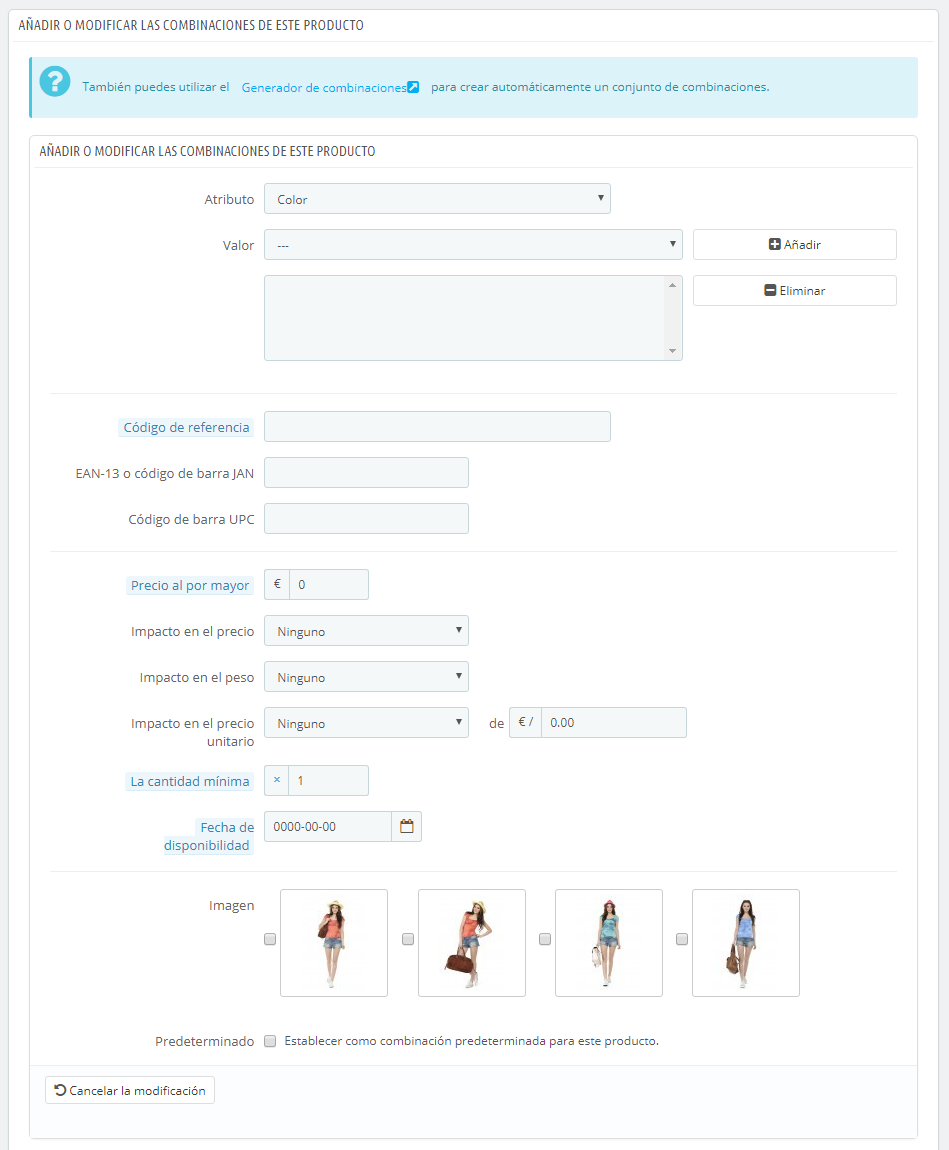 AÑADIR O MODIFICAR LAS COMBINACIONES DE ESTE PRODUCTO
También puedes utilizar el Generador de combinaciones para crear automáticamente un conjunto de combinaciones.
AÑADIR O MODIFICAR LAS COMBINACIONES DE ESTE PRODUCTO
Atributo Color
Valor --- Añadir
Eliminar
Código de referencia
EAN-13 o código de barra JAN
Código de barra UPC
Precio al por mayor € 0
Impacto en el precio Ninguno
Impacto en el peso Ninguno
Impacto en el precio Ninguno de € / 0.00
unitario
La cantidad mínima × 1
Fecha de 0000-00-00
disponibilidad
Imagen
Predeterminado Establecer como combinación predeterminada para este producto.
Cancelar la modificación